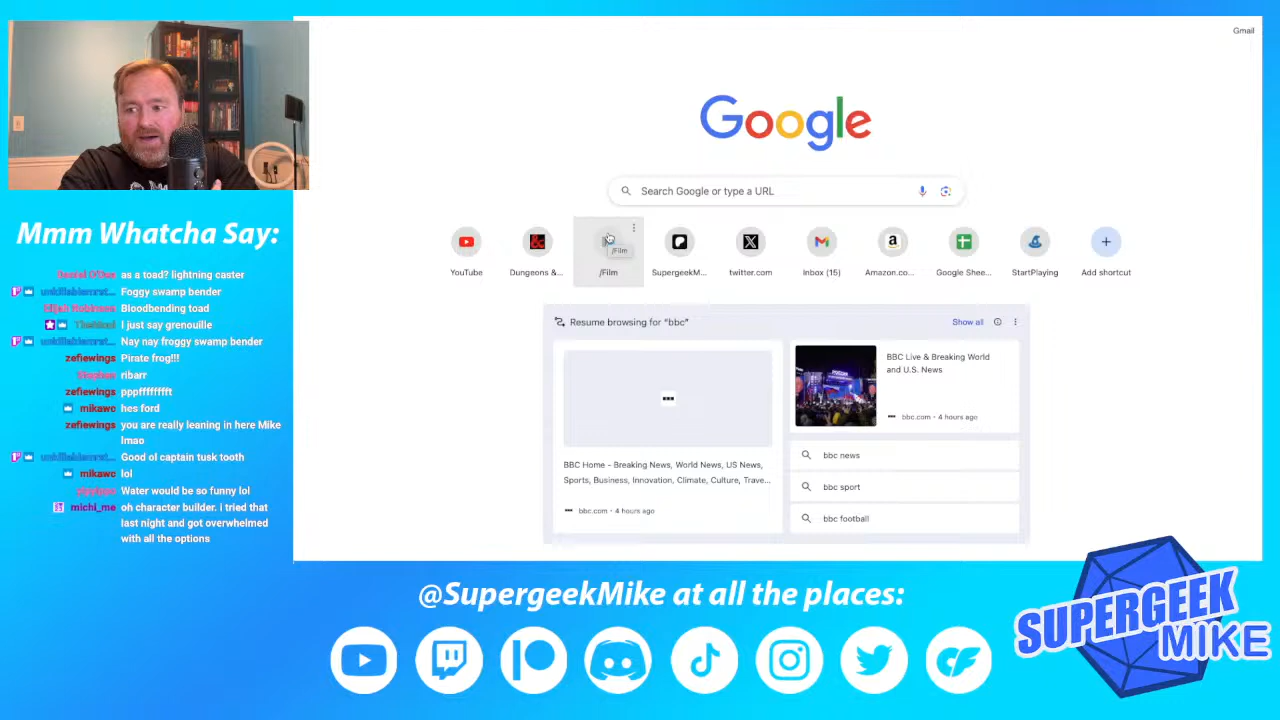 Gmail
Google
Search Google or type a URL
YouTube
Dungeons &...
/Film
/Film
SupergeekM...
twitter.com
Inbox (15)
Amazon.co...
Google Shee...
StartPlaying
Add shortcut
Resume browsing for “bbc”
Show all
BBC Home - Breaking News, World News, US News,
Sports, Business, Innovation, Climate, Culture, Trave...
bbc.com • 4 hours ago
BBC Live & Breaking World
and U.S. News
bbc.com • 4 hours ago
bbc news
bbc sport
bbc football
Mmm Whatcha Say:
as a toad? lightning caster
Foggy swamp bender
Bloodbending toad
I just say grenouille
Nay nay froggy swamp bender
zefiewings Pirate frog!!!
ribarr
zefiewings pppfffffffft
mikawo hes ford
zefiewings you are really leaning in here Mike
lmao
Good ol captain tusk tooth
mikawo lol
Water would be so funny lol
michi_me oh character builder. i tried that
last night and got overwhelmed
with all the options
@SupergeekMike at all the places:
SUPERGEEK
MIKE